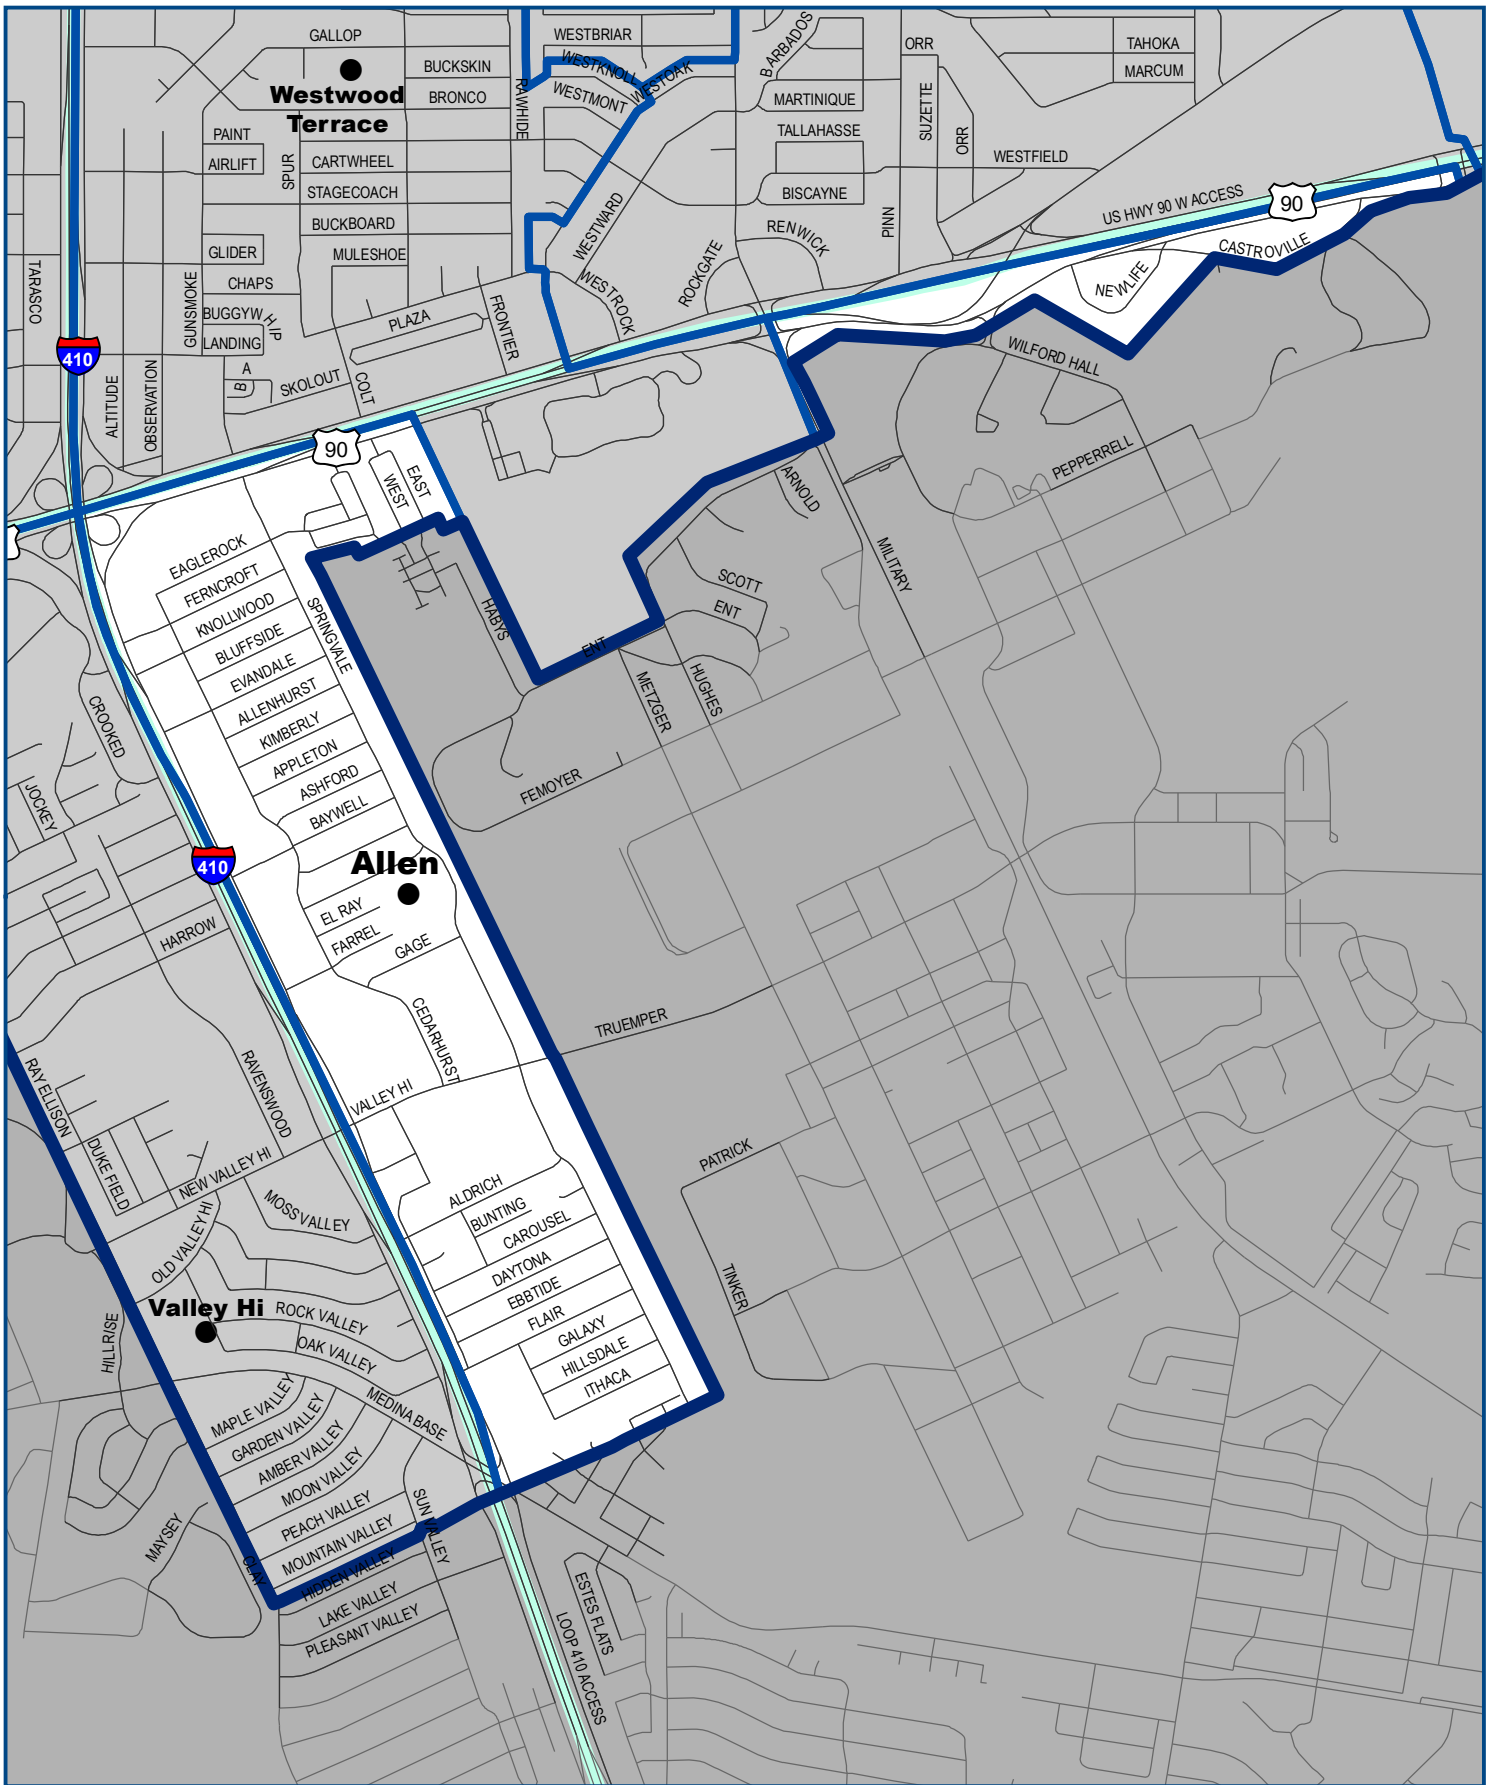 GALLOP
WESTBRIAR
BARBADOS
ORR
TAHOKA
BUCKSKIN
WESTKNOLL
WESTOAK
MARCUM
Westwood
Terrace
BRONCO
RAWHIDE
WESTMONT
MARTINIQUE
SUZETTE
PAINT
TALLAHASSE
ORR
AIRLIFT
SPUR
CARTWHEEL
WESTFIELD
STAGECOACH
BISCAYNE
US HWY 90 W ACCESS
90
BUCKBOARD
WESTWARD
RENWICK
PINN
GLIDER
MULESHOE
CASTROVILLE
TARASCO
GUNSMOKE
CHAPS
WESTROCK
ROCKGATE
NEWLIFE
BUGGYWHIP
PLAZA
FRONTIER
LANDING
410
WILFORD HALL
A
B
SKOLOUT
COLT
ALTITUDE
OBSERVATION
90
WEST
EAST
ARNOLD
PEPPERRELL
EAGLEROCK
FERNCROFT
MILITARY
SCOTT
KNOLLWOOD
ENT
SPRINGVALE
HABYS
BLUFFSIDE
ENT
EVANDALE
CROOKED
ALLENHURST
METZGER
HUGHES
KIMBERLY
APPLETON
ASHFORD
FEMOYER
JOCKEY
BAYWELL
410
Allen
EL RAY
HARROW
FARREL
GAGE
CEDARHURST
TRUEMPER
RAY ELLISON
RAVENSWOOD
VALLEY HI
DUKE FIELD
PATRICK
NEW VALLEY HI
ALDRICH
MOSS VALLEY
BUNTING
OLD VALLEY HI
CAROUSEL
DAYTONA
TINKER
EBBTIDE
Valley Hi
ROCK VALLEY
FLAIR
HILLRISE
OAK VALLEY
GALAXY
HILLSDALE
ITHACA
MAPLE VALLEY
MEDINA BASE
GARDEN VALLEY
AMBER VALLEY
MOON VALLEY
PEACH VALLEY
SUN VALLEY
MAYSEY
MOUNTAIN VALLEY
CLAY
HIDDEN VALLEY
LAKE VALLEY
ESTES FLATS
PLEASANT VALLEY
LOOP 410 ACCESS